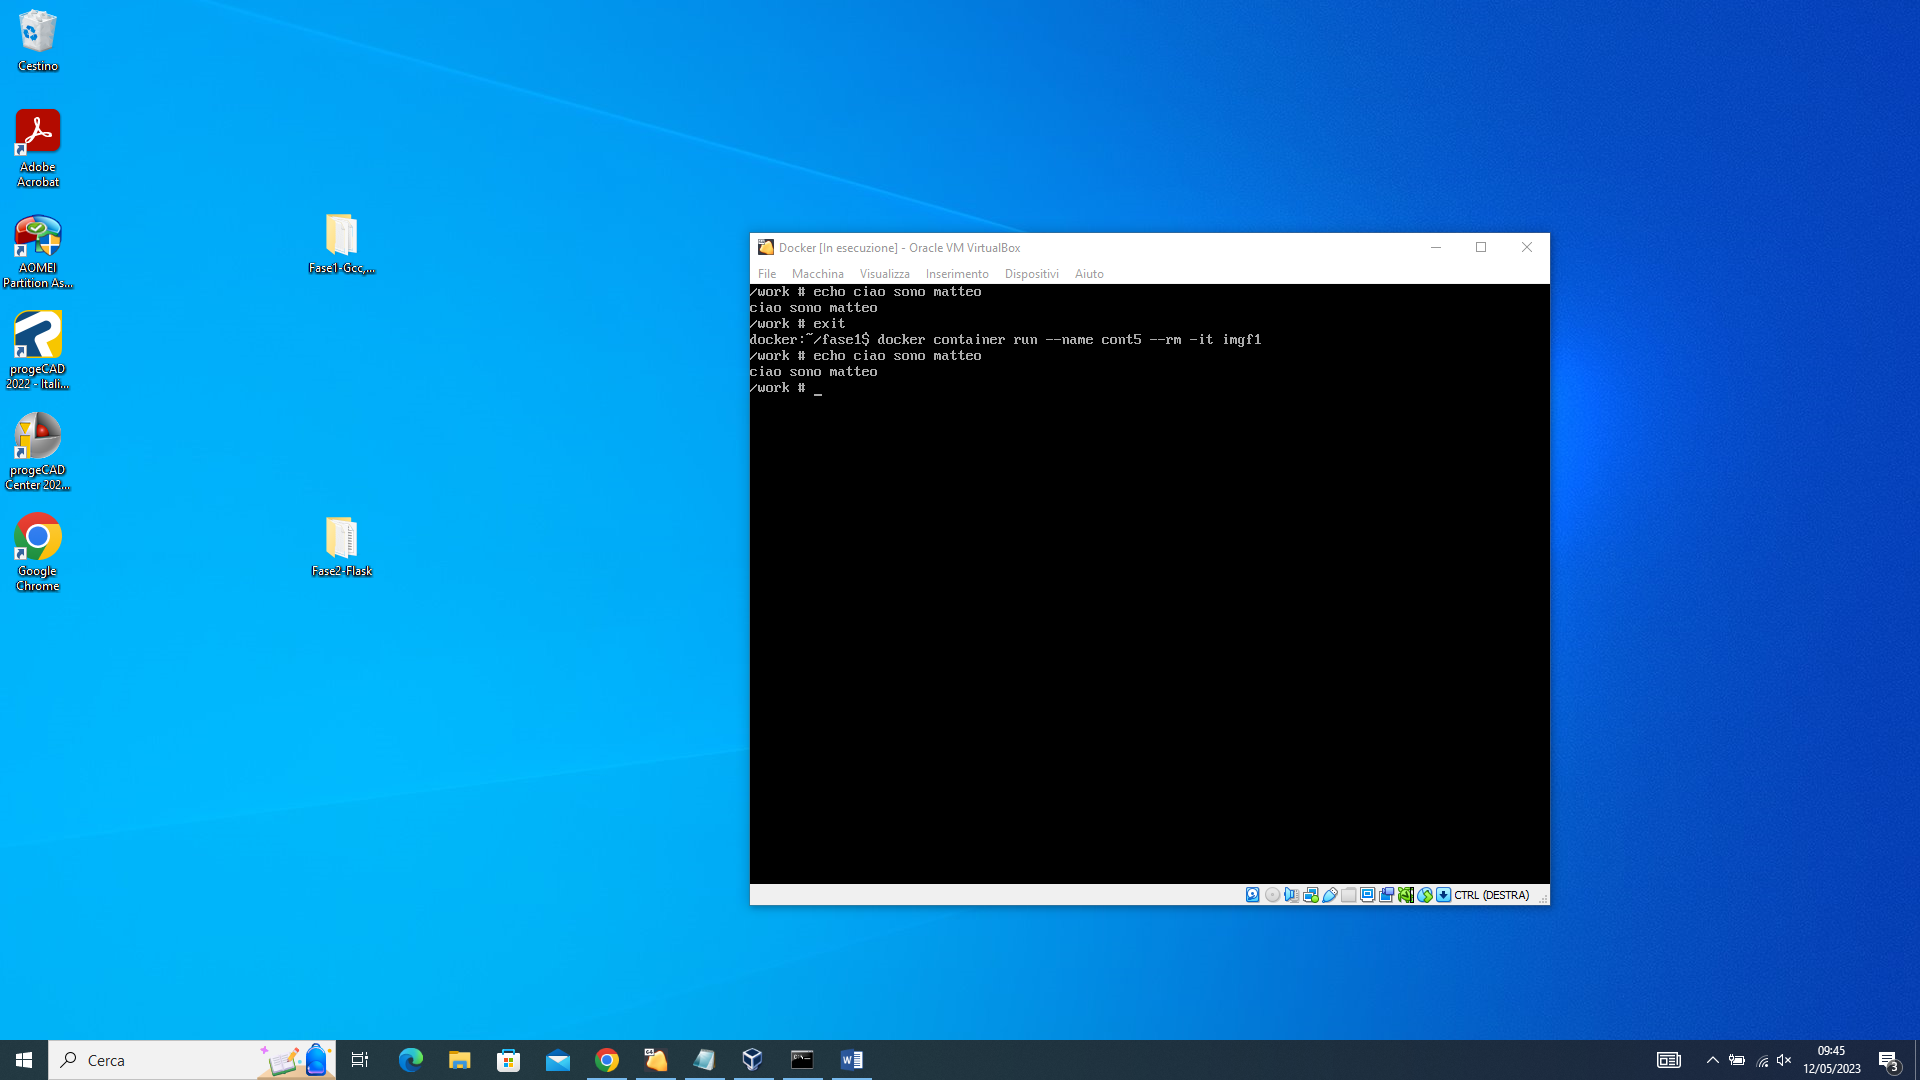 Cestino
Adobe
Acrobat
AOMEI
Partition As...
progeCAD
2022 - Itali...
progeCAD
Center 202...
Google
Chrome
Fase1-Gcc,...
Fase2-Flask
Docker [In esecuzione] - Oracle VM VirtualBox
File Macchina Visualizza Inserimento Dispositivi Aiuto
/work # echo ciao sono matteo
ciao sono matteo
/work # exit
docker:~/fase1$ docker container run --name cont5 --rm -it imgf1
/work # echo ciao sono matteo
ciao sono matteo
/work # _
CTRL (DESTRA)
Cerca
09:45
12/05/2023
3